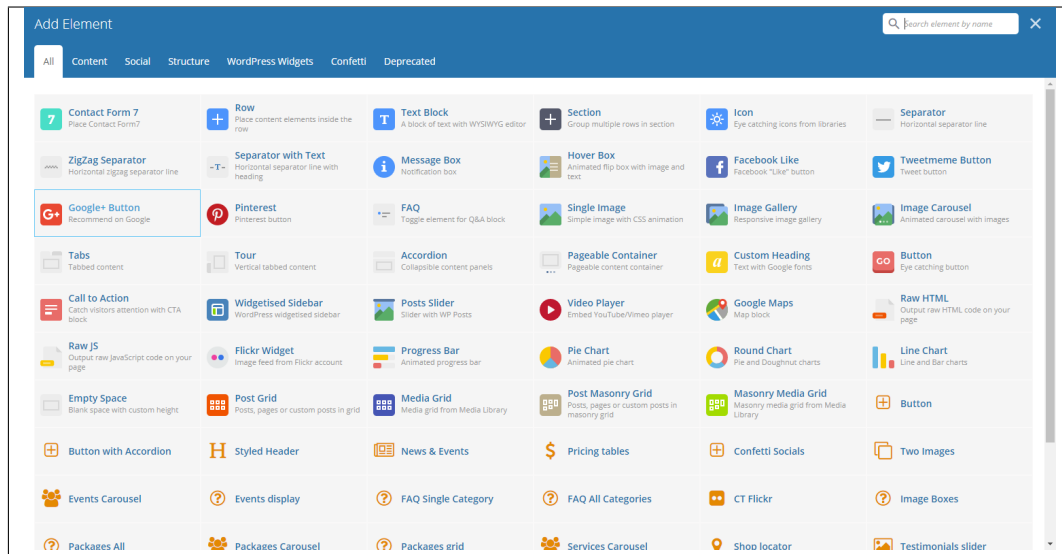 Add Element
Search element by name
All Content Social Structure WordPress Widgets Confetti Deprecated
7 Contact Form 7
Place Contact Form7
Row
Place content elements inside the
row
T Text Block
A block of text with WYSIWYG editor
Section
Group multiple rows in section
Icon
Eye catching icons from libraries
Separator
Horizontal separator line
ZigZag Separator
Horizontal zigzag separator line
-T- Separator with Text
Horizontal separator line with
heading
i Message Box
Notification box
Hover Box
Animated flip box with image and
text
f Facebook Like
Facebook "Like" button
Tweetmeme Button
Tweet button
G+ Google+ Button
Recommend on Google
Pinterest
Pinterest button
FAQ
Toggle element for Q&A block
Single Image
Simple image with CSS animation
Image Gallery
Responsive image gallery
Image Carousel
Animated carousel with images
Tabs
Tabbed content
Tour
Vertical tabbed content
Accordion
Collapsible content panels
Pageable Container
Pageable content container
a Custom Heading
Text with Google fonts
GO Button
Eye catching button
Call to Action
Catch visitors attention with CTA
block
Widgetised Sidebar
WordPress widgetised sidebar
Posts Slider
Slider with WP Posts
Video Player
Embed YouTube/Vimeo player
Google Maps
Map block
Raw HTML
Output raw HTML code on your
page
Raw JS
Output raw JavaScript code on your
page
Flickr Widget
Image feed from Flickr account
Progress Bar
Animated progress bar
Pie Chart
Animated pie chart
Round Chart
Pie and Doughnut charts
Line Chart
Line and Bar charts
Empty Space
Blank space with custom height
Post Grid
Posts, pages or custom posts in grid
Media Grid
Media grid from Media Library
Post Masonry Grid
Posts, pages or custom posts in
masonry grid
Masonry Media Grid
Masonry media grid from Media
Library
Button
Button with Accordion
H Styled Header
News & Events
$ Pricing tables
Confetti Socials
Two Images
Events Carousel
? Events display
? FAQ Single Category
? FAQ All Categories
CT Flickr
? Image Boxes
? Packages All
Packages Carousel
? Packages grid
Services Carousel
Shop locator
Testimonials slider